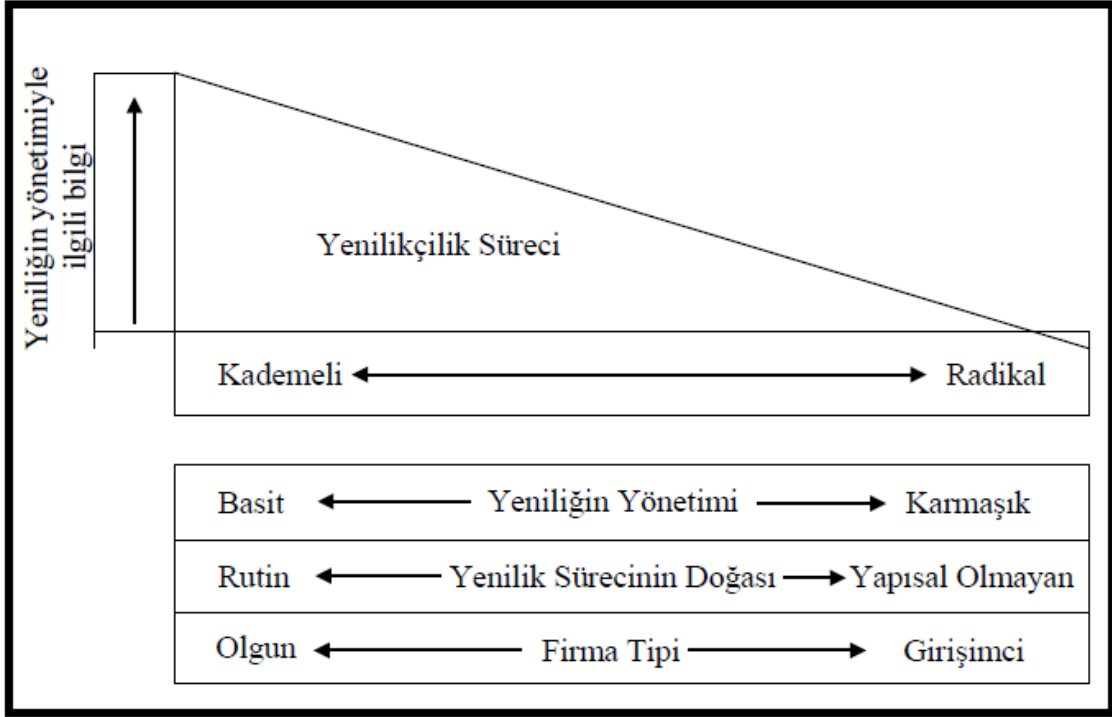 Yeniliğin yönetimiyle
ilgili bilgi
Yenilikçilik Süreci
Kademeli Radikal
Basit Yeniliğin Yönetimi Karmaşık
Rutin Yenilik Sürecinin Doğası Yapısal Olmayan
Olgun Firma Tipi Girişimci